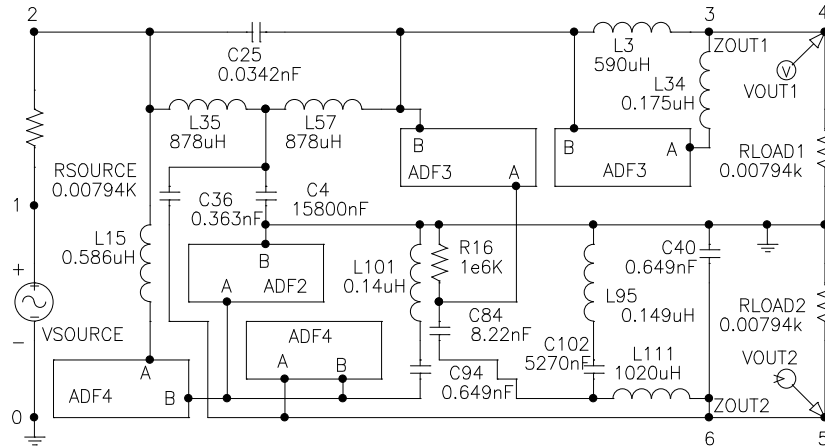 2
3
4
C25
0.0342nF
L3
590uH
ZOUT1
L34
0.175uH
V
VOUT1
L35
878uH
L57
878uH
B
ADF3
A
B
A
ADF3
RSOURCE
0.00794K
RLOAD1
0.00794K
1
C36
0.363nF
C4
15800nF
L15
0.586uH
B
A
ADF2
L101
0.14uH
R16
1e6K
C40
0.649nF
+
−
VSOURCE
L95
0.149uH
RLOAD2
0.00794k
ADF4
A
B
C84
8.22nF
C102
5270nF
L111
1020uH
VOUT2
V
A
B
ADF4
C94
0.649nF
ZOUT2
0
6
5